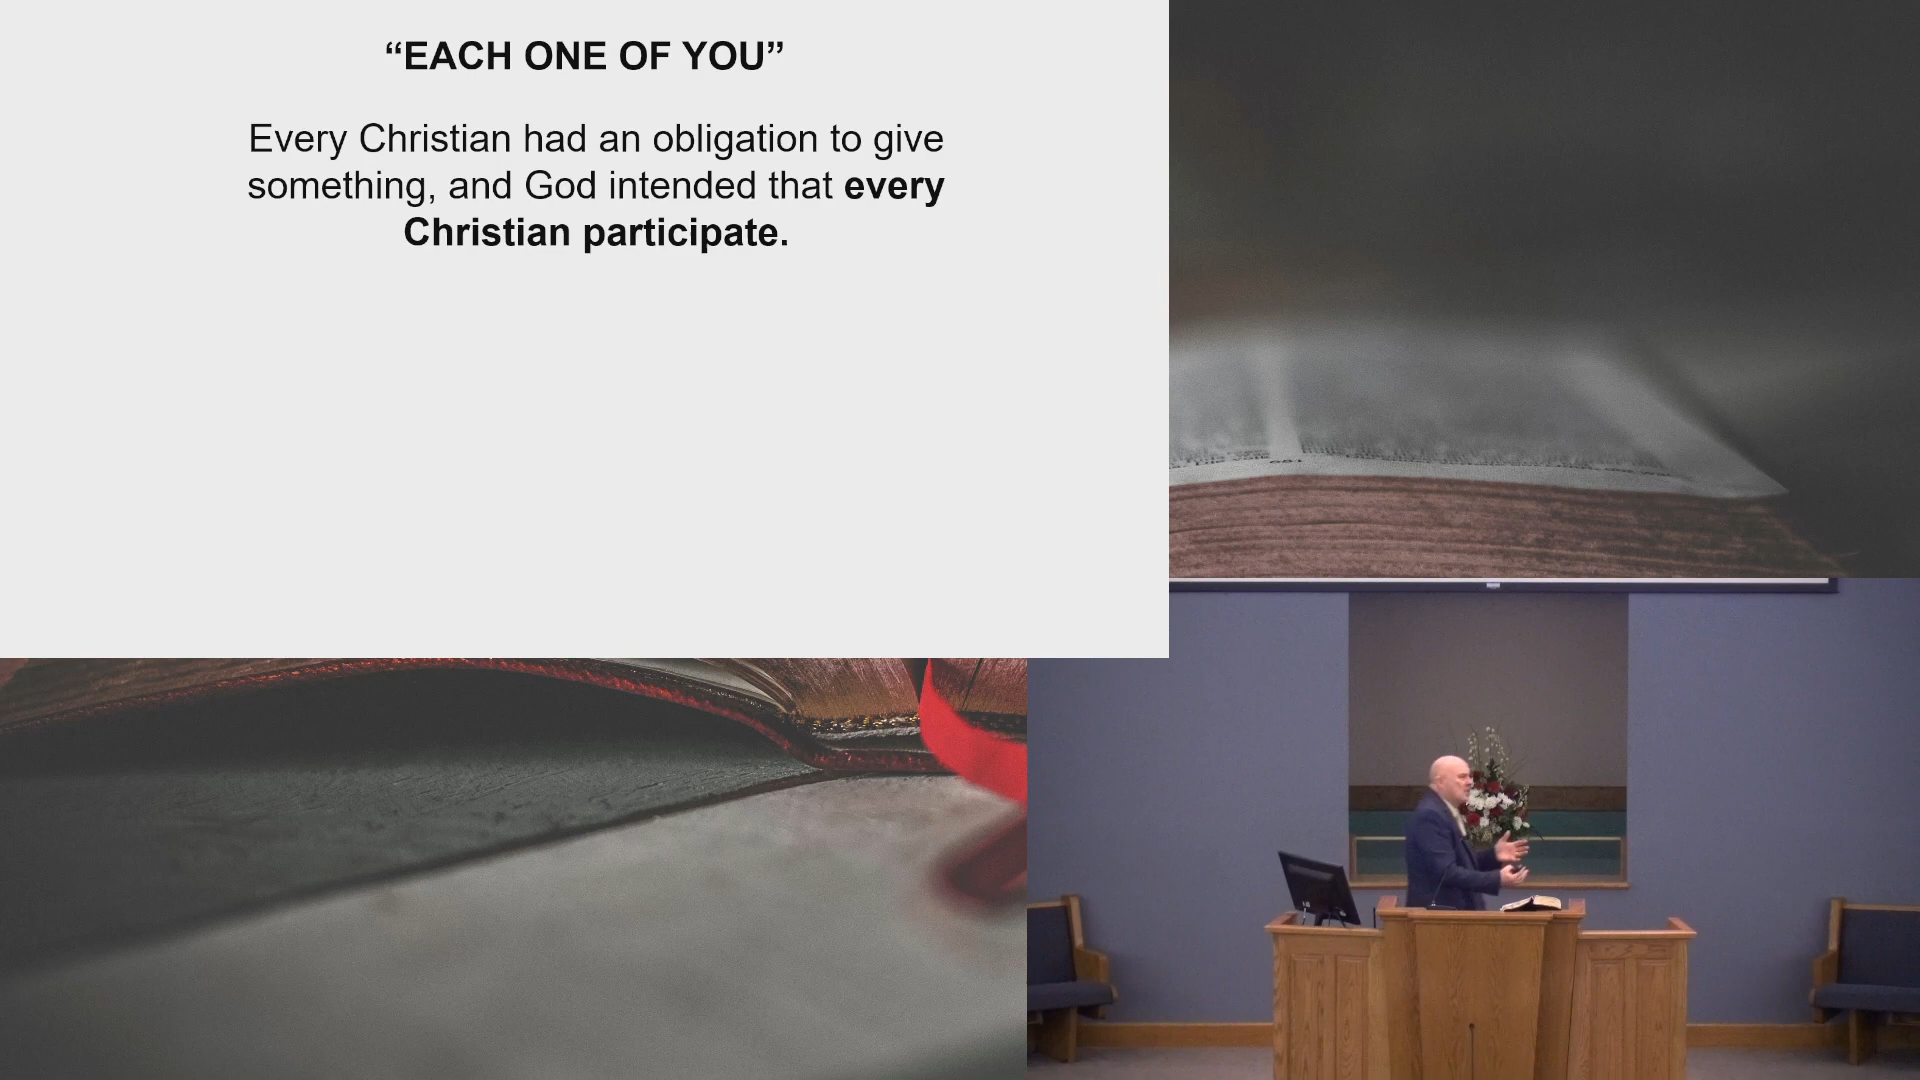 “EACH ONE OF YOU”
Every Christian had an obligation to give
something, and God intended that every
Christian participate.